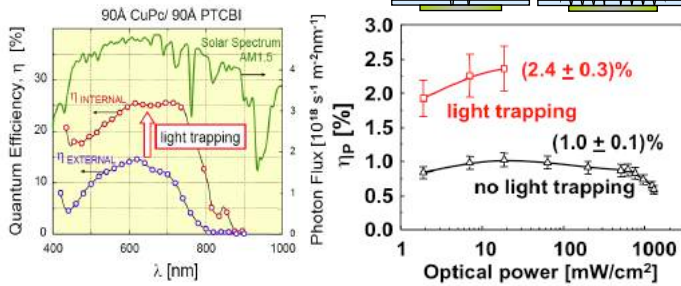 90Å CuPc/ 90Å PTCBI
Quantum Efficiency, η [%]
30
20
10
0
Solar Spectrum
AM1.5
η INTERNAL
light trapping
η EXTERNAL
4
3
2
1
0
Photon Flux [10¹⁸ s⁻¹ m⁻² nm⁻¹]
400 600 800 1000
λ [nm]
ηP [%]
3.0
2.5
2.0
1.5
1.0
0.5
0.0
(2.4 ± 0.3)%
light trapping
(1.0 ± 0.1)%
no light trapping
1 10 100 1000
Optical power [mW/cm²]